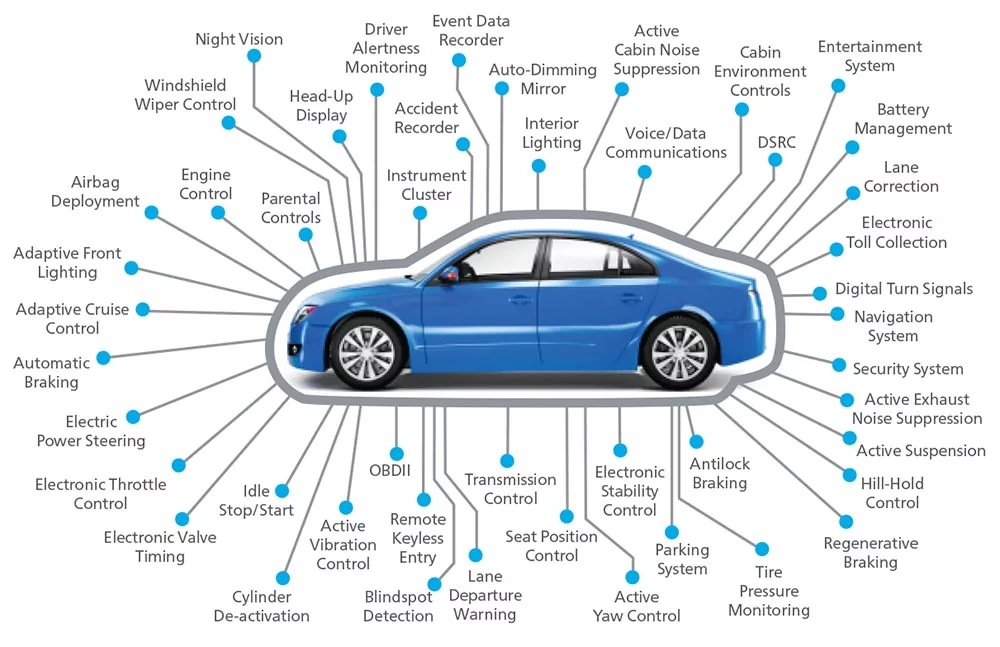 Night Vision
Windshield
Wiper Control
Head-Up
Display
Driver
Alertness
Monitoring
Event Data
Recorder
Accident
Recorder
Auto-Dimming
Mirror
Interior
Lighting
Active
Cabin Noise
Suppression
Voice/Data
Communications
Cabin
Environment
Controls
DSRC
Entertainment
System
Battery
Management
Lane
Correction
Electronic
Toll Collection
Digital Turn Signals
Navigation
System
Security System
Active Exhaust
Noise Suppression
Active Suspension
Hill-Hold
Control
Regenerative
Braking
Airbag
Deployment
Engine
Control
Parental
Controls
Instrument
Cluster
Adaptive Front
Lighting
Adaptive Cruise
Control
Automatic
Braking
Electric
Power Steering
Electronic Throttle
Control
Electronic Valve
Timing
Idle
Stop/Start
Cylinder
De-activation
Active
Vibration
Control
OBDII
Remote
Keyless
Entry
Blindspot
Detection
Lane
Departure
Warning
Transmission
Control
Seat Position
Control
Electronic
Stability
Control
Active
Yaw Control
Parking
System
Antilock
Braking
Tire
Pressure
Monitoring